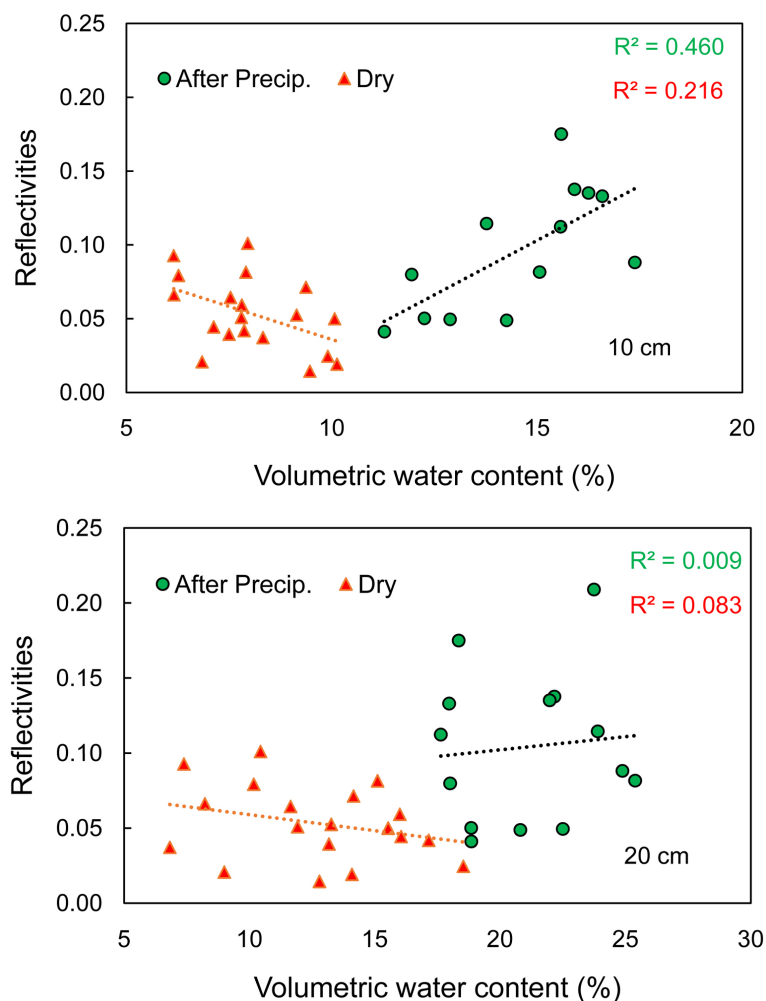 0.25
R² = 0.460
After Precip. Dry
R² = 0.216
0.20
0.15
Reflectivities
0.10
0.05
10 cm
0.00
5 10 15 20
Volumetric water content (%)
0.25
R² = 0.009
After Precip. Dry
R² = 0.083
0.20
0.15
Reflectivities
0.10
0.05
20 cm
0.00
5 10 15 20 25 30
Volumetric water content (%)